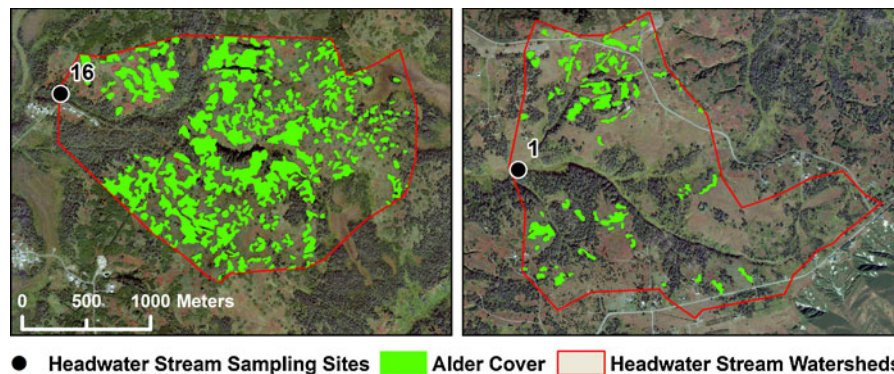 16
1
0 500 1000 Meters
Headwater Stream Sampling Sites Alder Cover Headwater Stream Watersheds